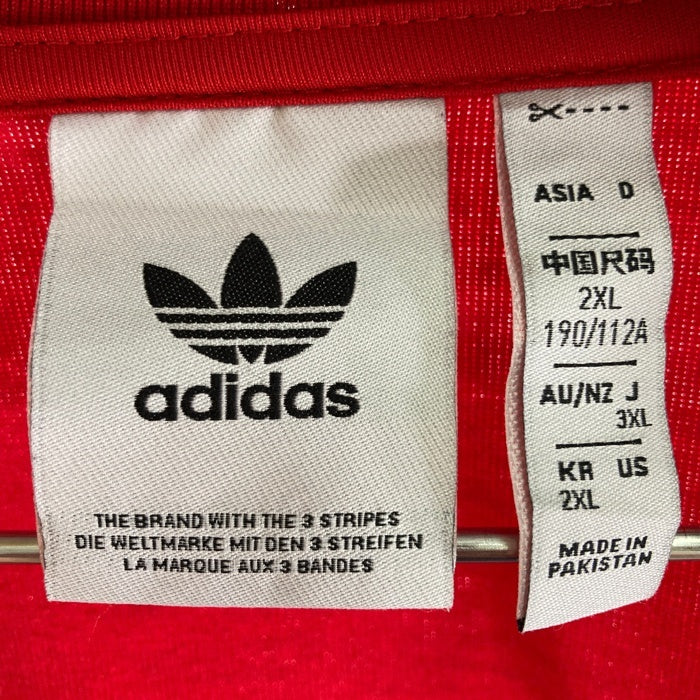 adidas
THE BRAND WITH THE 3 STRIPES
DIE WELTMARKE MIT DEN 3 STREIFEN
LA MARQUE AUX 3 BANDES
ASIA D
中国尺码
2XL
190/112A
AU/NZ J
3XL
KR US
2XL
MADE IN
PAKISTAN